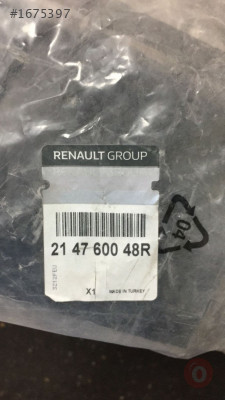 #1675397
RENAULT GROUP
21 47 600 48R
X1
MADE IN TURKEY
04